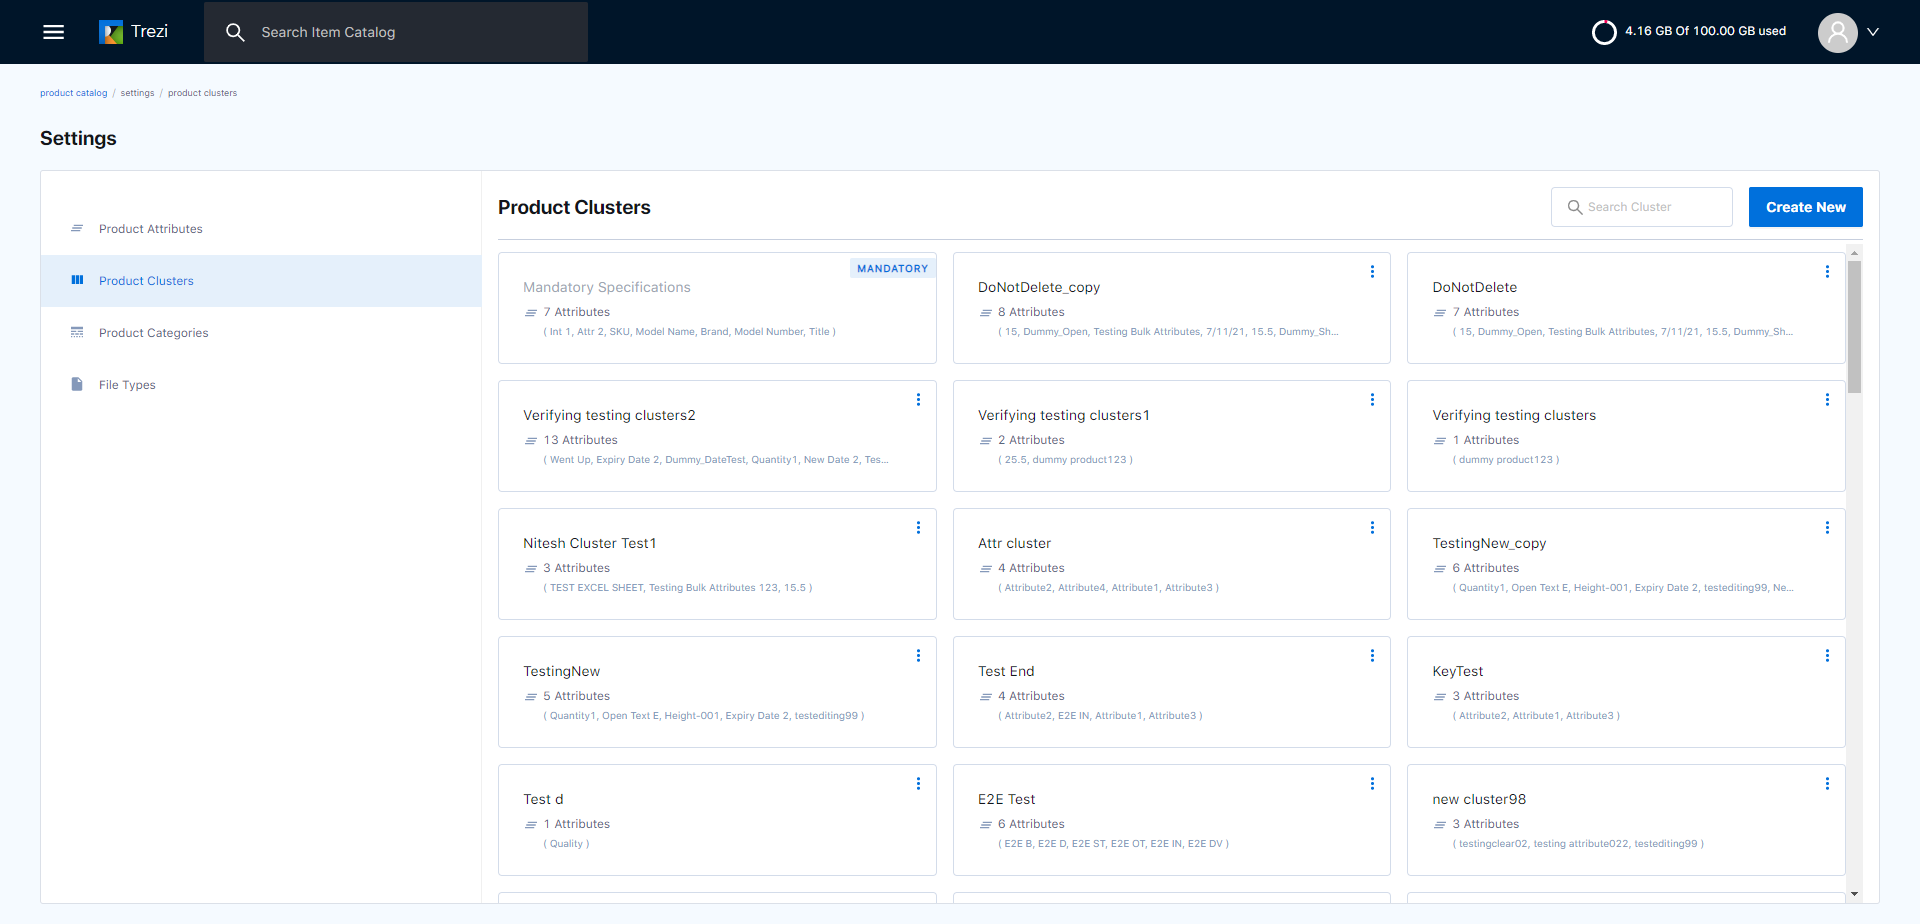 Trezi
Search Item Catalog
4.16 GB Of 100.00 GB used
product catalog / settings / product clusters
Settings
Product Attributes
Product Clusters
Product Categories
File Types
Product Clusters
Search Cluster
Create New
MANDATORY
Mandatory Specifications
7 Attributes
( Int 1, Attr 2, SKU, Model Name, Brand, Model Number, Title )
DoNotDelete_copy
8 Attributes
( 15, Dummy_Open, Testing Bulk Attributes, 7/11/21, 15.5, Dummy_Sh...
DoNotDelete
7 Attributes
( 15, Dummy_Open, Testing Bulk Attributes, 7/11/21, 15.5, Dummy_Sh...
Verifying testing clusters2
13 Attributes
( Went Up, Expiry Date 2, Dummy_DateTest, Quantity1, New Date 2, Tes...
Verifying testing clusters1
2 Attributes
( 25.5, dummy product123 )
Verifying testing clusters
1 Attributes
( dummy product123 )
Nitesh Cluster Test1
3 Attributes
( TEST EXCEL SHEET, Testing Bulk Attributes 123, 15.5 )
Attr cluster
4 Attributes
( Attribute2, Attribute4, Attribute1, Attribute3 )
TestingNew_copy
6 Attributes
( Quantity1, Open Text E, Height-001, Expiry Date 2, testediting99, Ne...
TestingNew
5 Attributes
( Quantity1, Open Text E, Height-001, Expiry Date 2, testediting99 )
Test End
4 Attributes
( Attribute2, E2E IN, Attribute1, Attribute3 )
KeyTest
3 Attributes
( Attribute2, Attribute1, Attribute3 )
Test d
1 Attributes
( Quality )
E2E Test
6 Attributes
( E2E B, E2E D, E2E ST, E2E OT, E2E IN, E2E DV )
new cluster98
3 Attributes
( testingclear02, testing attribute022, testediting99 )